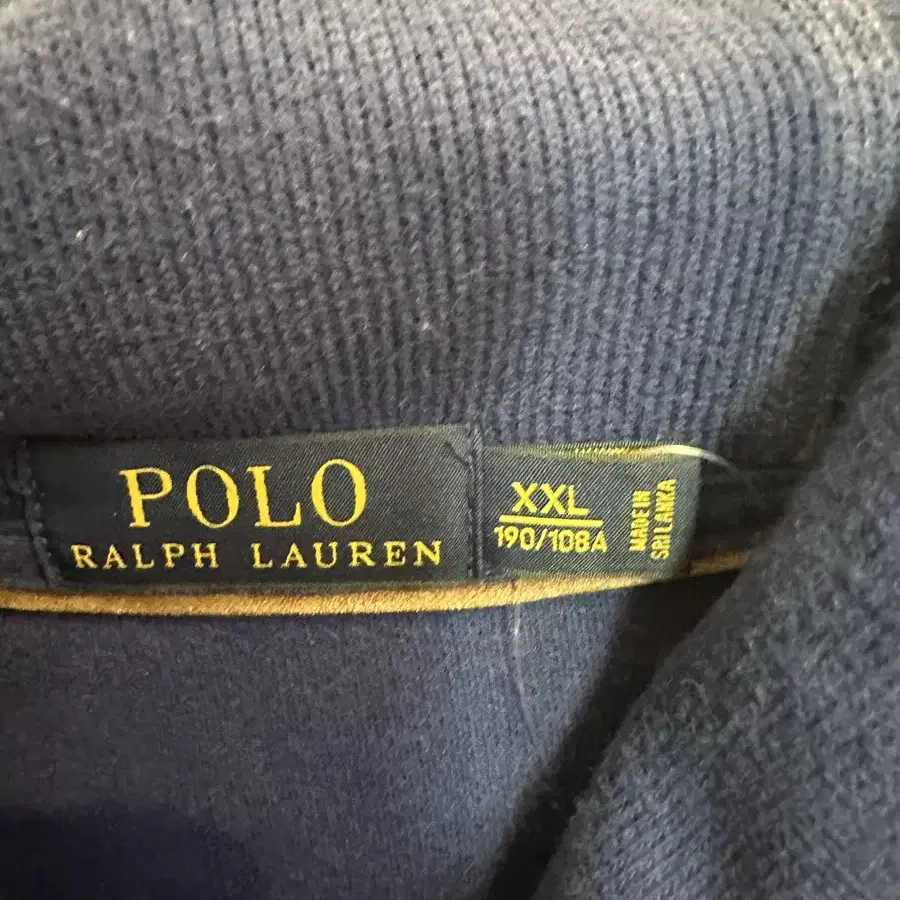 POLO
RALPH LAUREN
XXL
190/108A
MADE IN
SRI LANKA